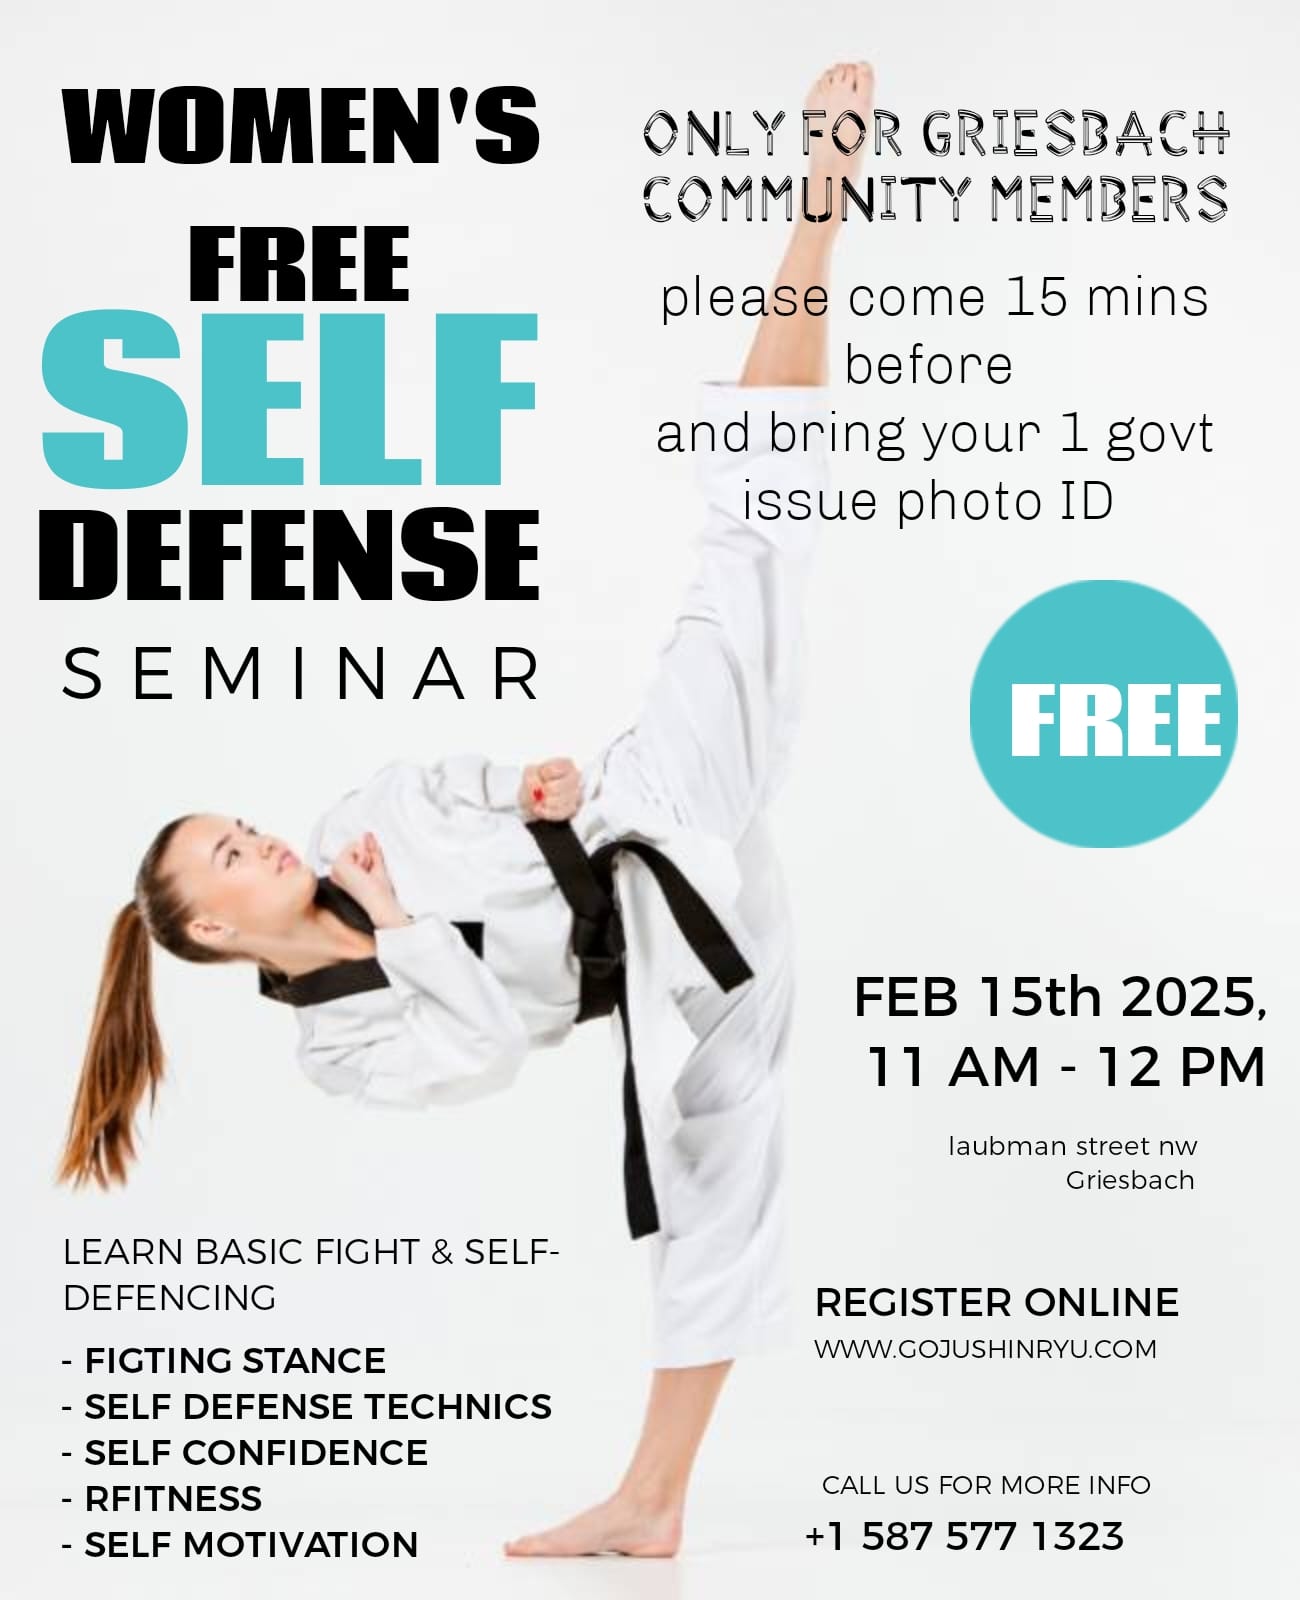 WOMEN'S
FREE
SELF
DEFENSE
SEMINAR
ONLY FOR GRIESBACH
COMMUNITY MEMBERS
please come 15 mins
before
and bring your 1 govt
issue photo ID
FREE
FEB 15th 2025,
11 AM - 12 PM
laubman street nw
Griesbach
LEARN BASIC FIGHT & SELF-
DEFENCING
- FIGTING STANCE
- SELF DEFENSE TECHNICS
- SELF CONFIDENCE
- RFITNESS
- SELF MOTIVATION
REGISTER ONLINE
WWW.GOJUSHINRYU.COM
CALL US FOR MORE INFO
+1 587 577 1323